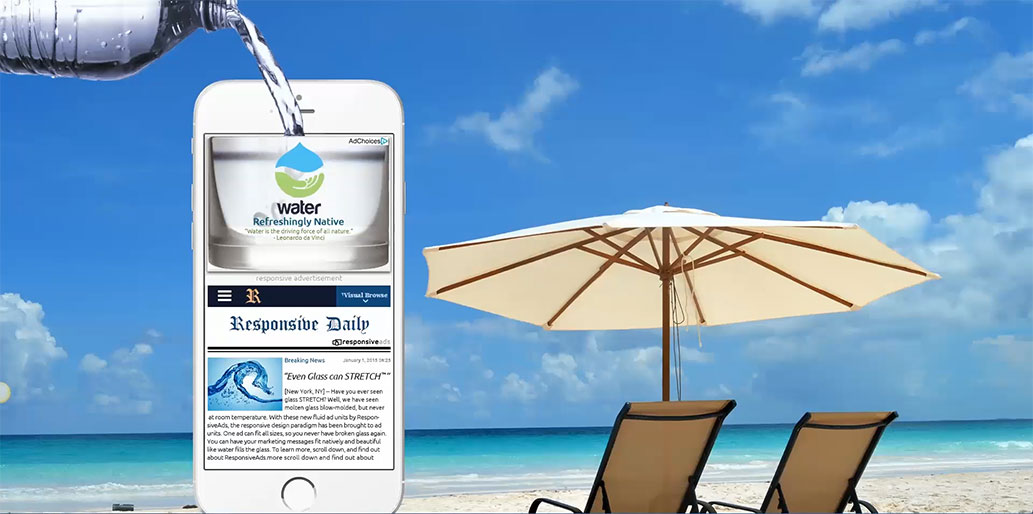 AdChoices
water
Refreshingly Native
"Water is the driving force of all nature."
- Leonardo da Vinci
responsive advertisement
R
Visual Browse
Responsive Daily
responsiveads
Breaking News January 1, 2015 06:25
"Even Glass can STRETCH™"
[New York, NY] – Have you ever seen
glass STRETCH? Well, we have seen
molten glass blow-molded, but never
at room temperature. With these new fluid ad units by Respon-
siveAds, the responsive design paradigm has been brought to ad
units. One ad can fit all sizes, so you never have broken glass again.
You can have your marketing messages fit natively and beautiful
like water fills the glass. To learn more, scroll down, and find out
about ResponsiveAds more scroll down and find out about